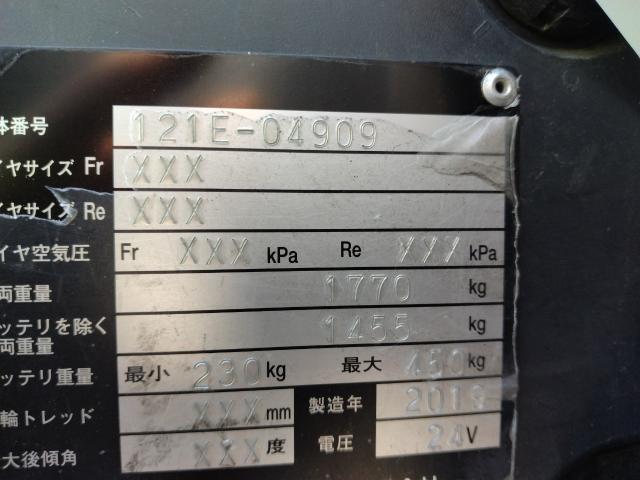 体番号 121E-04909
イヤサイズ Fr XXX
イヤサイズ Re XXX
イヤ空気圧 Fr XXX kPa Re XXX kPa
両重量 1770 kg
ッテリを除く
両重量 1455 kg
ッテリ重量 最小 230 kg 最大 450 kg
輪トレッド XXX mm 製造年 2019
大後傾角 XXX 度 電圧 24 V